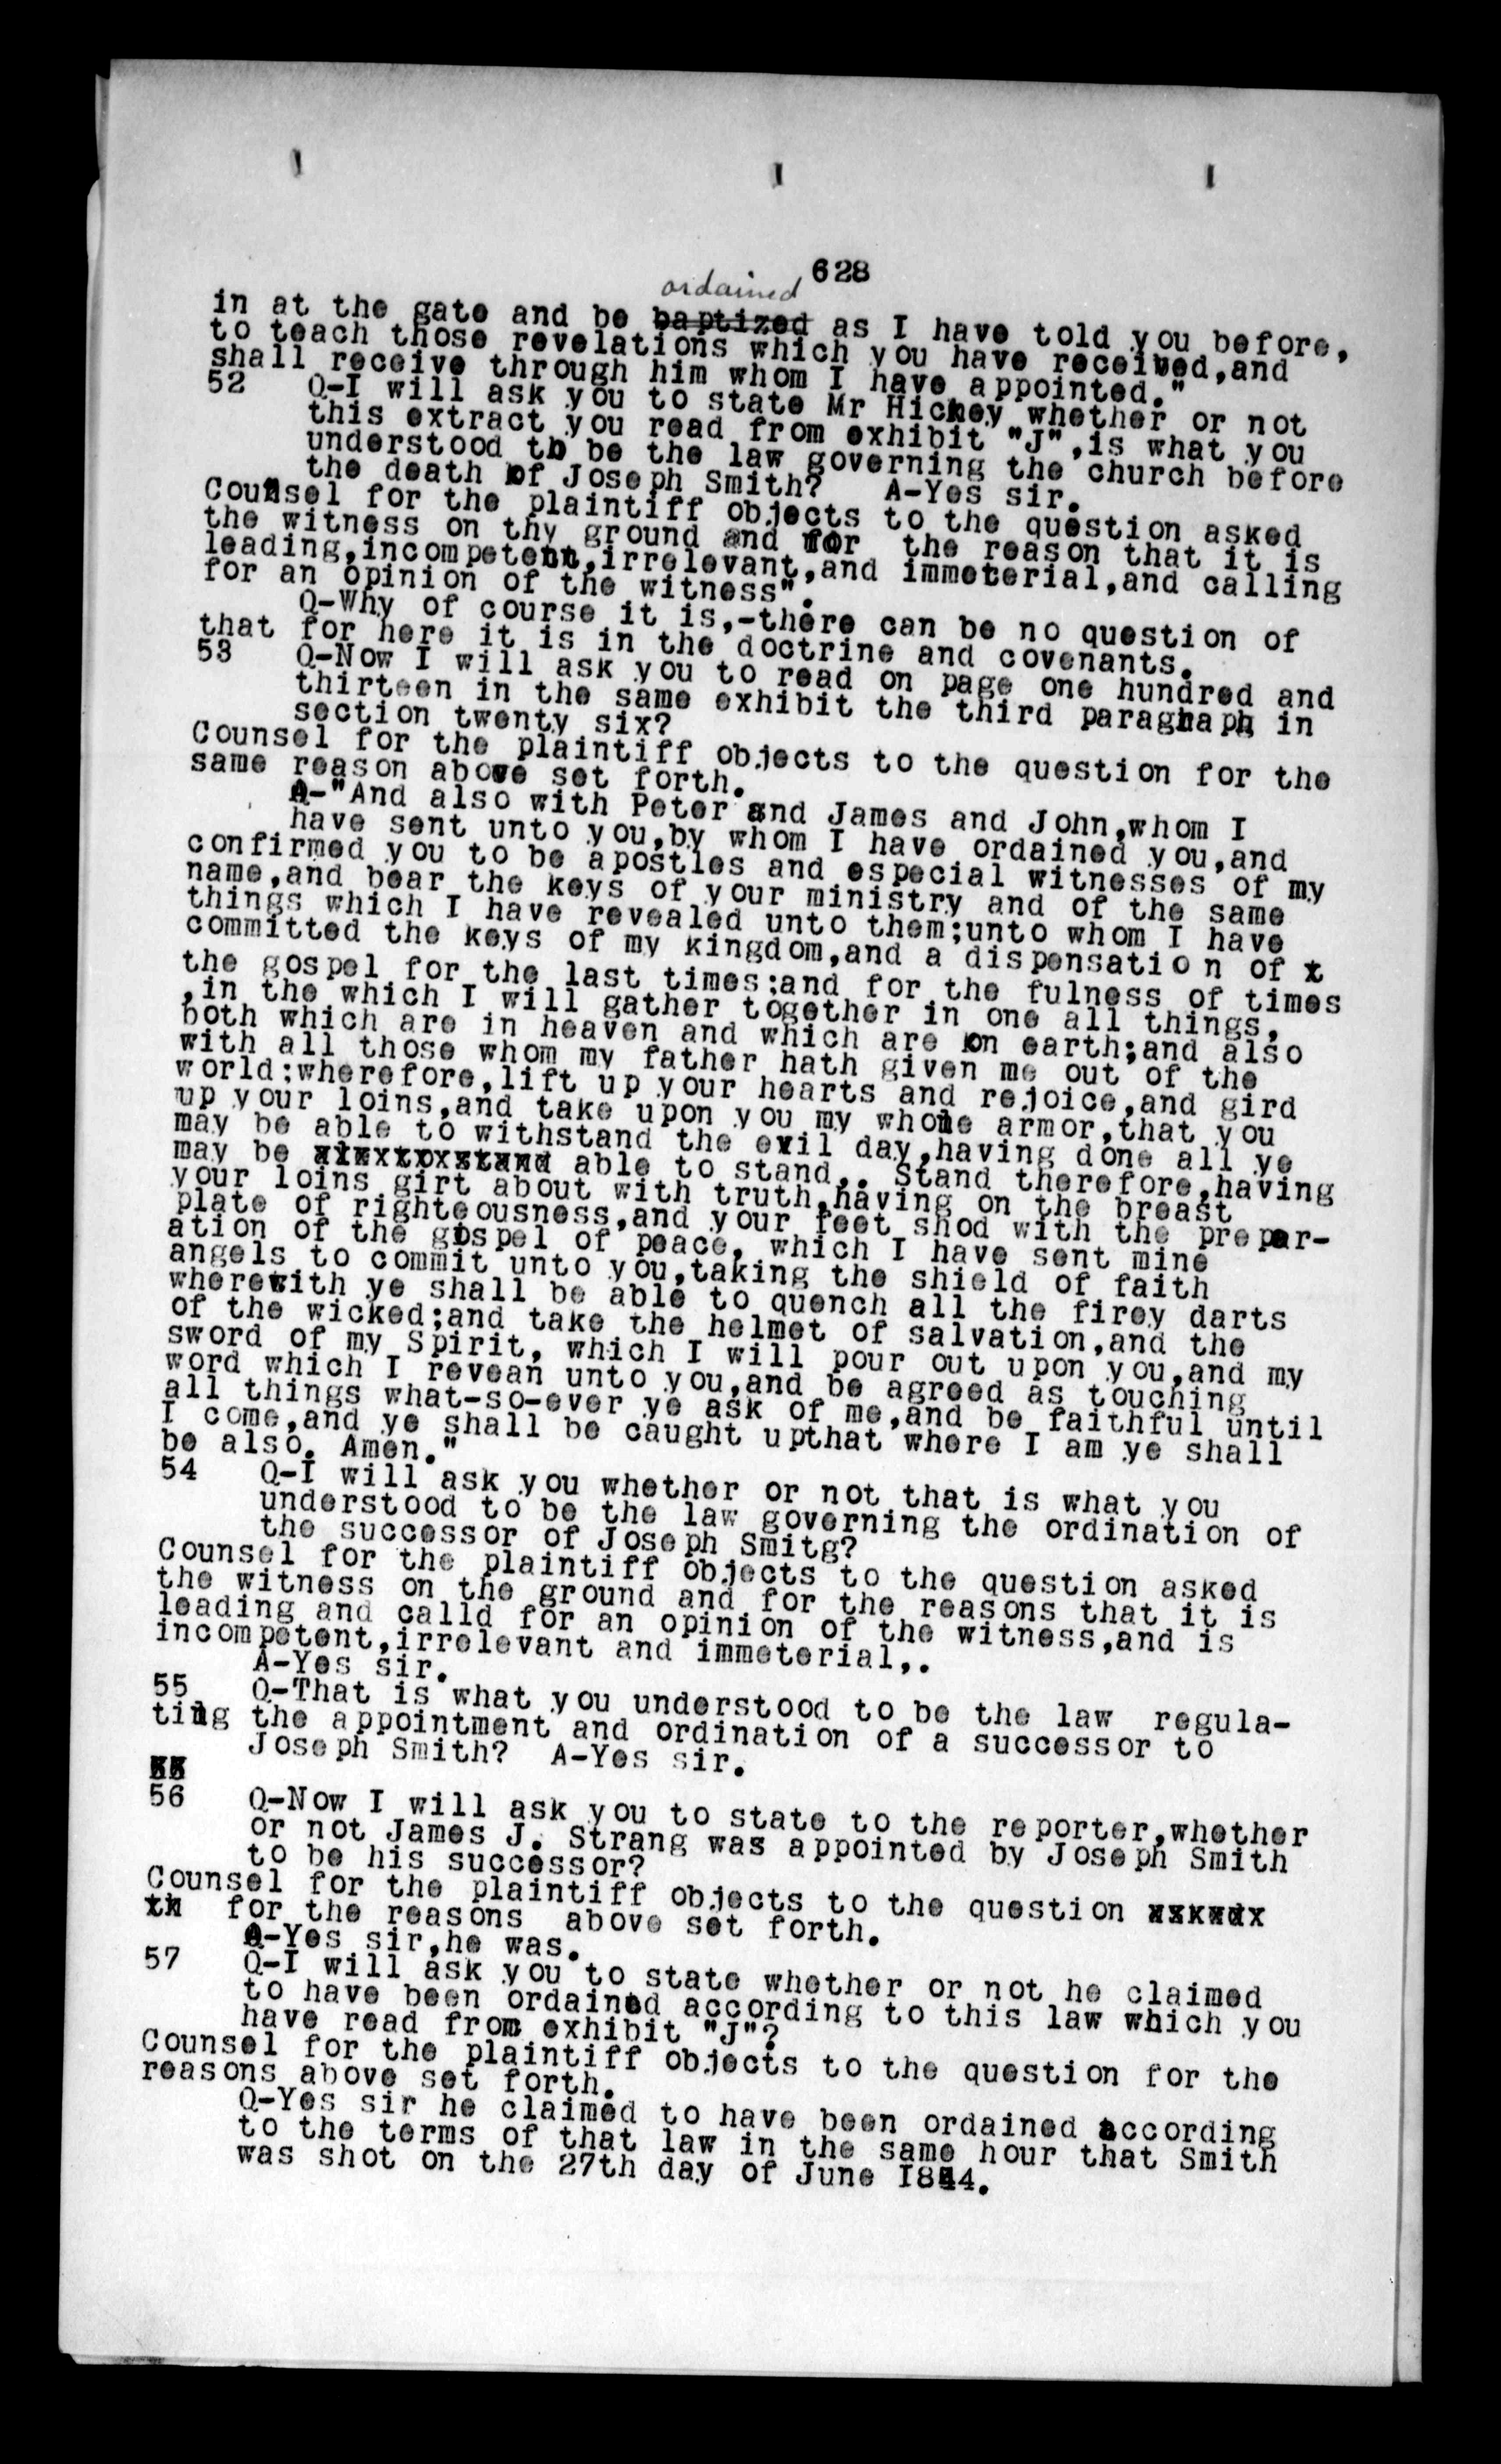 628
ordained
in at the gate and be baptized as I have told you before,
to teach those revelations which you have received,and
shall receive through him whom I have appointed."
52 Q-I will ask you to state Mr Hickey whether or not
this extract you read from exhibit "J",is what you
understood to be the law governing the church before
the death of Joseph Smith? A-Yes sir.
Counsel for the plaintiff objects to the question asked
the witness on thy ground and for the reason that it is
leading,incompetent,irrelevant,and immeterial,and calling
for an opinion of the witness".
Q-Why of course it is,-there can be no question of
that for here it is in the doctrine and covenants.
53 Q-Now I will ask you to read on page one hundred and
thirteen in the same exhibit the third paragraph in
section twenty six?
Counsel for the plaintiff objects to the question for the
same reason above set forth.
A-"And also with Peter and James and John,whom I
have sent unto you,by whom I have ordained you,and
confirmed you to be apostles and especial witnesses of my
name,and bear the keys of your ministry and of the same
things which I have revealed unto them;unto whom I have
committed the keys of my kingdom,and a dispensation of t
the gospel for the last times;and for the fulness of times
,in the which I will gather together in one all things,
both which are in heaven and which are on earth;and also
with all those whom my father hath given me out of the
world:wherefore,lift up your hearts and rejoice,and gird
up your loins,and take upon you my whole armor,that you
may be able to withstand the evil day,having done all ye
may be able to stand,. Stand therefore,having
your loins girt about with truth,having on the breast
plate of righteousness,and your feet shod with the prepar-
ation of the gospel of peace, which I have sent mine
angels to commit unto you,taking the shield of faith
wherewith ye shall be able to quench all the firey darts
of the wicked;and take the helmet of salvation,and the
sword of my Spirit, which I will pour out upon you,and my
word which I revean unto you,and be agreed as touching
all things what-so-ever ye ask of me,and be faithful until
I come,and ye shall be caught upthat where I am ye shall
be also. Amen."
54 Q-I will ask you whether or not that is what you
understood to be the law governing the ordination of
the successor of Joseph Smitg?
Counsel for the plaintiff objects to the question asked
the witness on the ground and for the reasons that it is
leading and calld for an opinion of the witness,and is
incompetent,irrelevant and immeterial,.
A-Yes sir.
55 Q-That is what you understood to be the law regula-
ting the appointment and ordination of a successor to
Joseph Smith? A-Yes sir.
56 Q-Now I will ask you to state to the reporter,whether
or not James J. Strang was appointed by Joseph Smith
to be his successor?
Counsel for the plaintiff objects to the question
for the reasons above set forth.
A-Yes sir,he was.
57 Q-I will ask you to state whether or not he claimed
to have been ordained according to this law which you
have read from exhibit "J"?
Counsel for the plaintiff objects to the question for the
reasons above set forth.
Q-Yes sir he claimed to have been ordained according
to the terms of that law in the same hour that Smith
was shot on the 27th day of June I844.